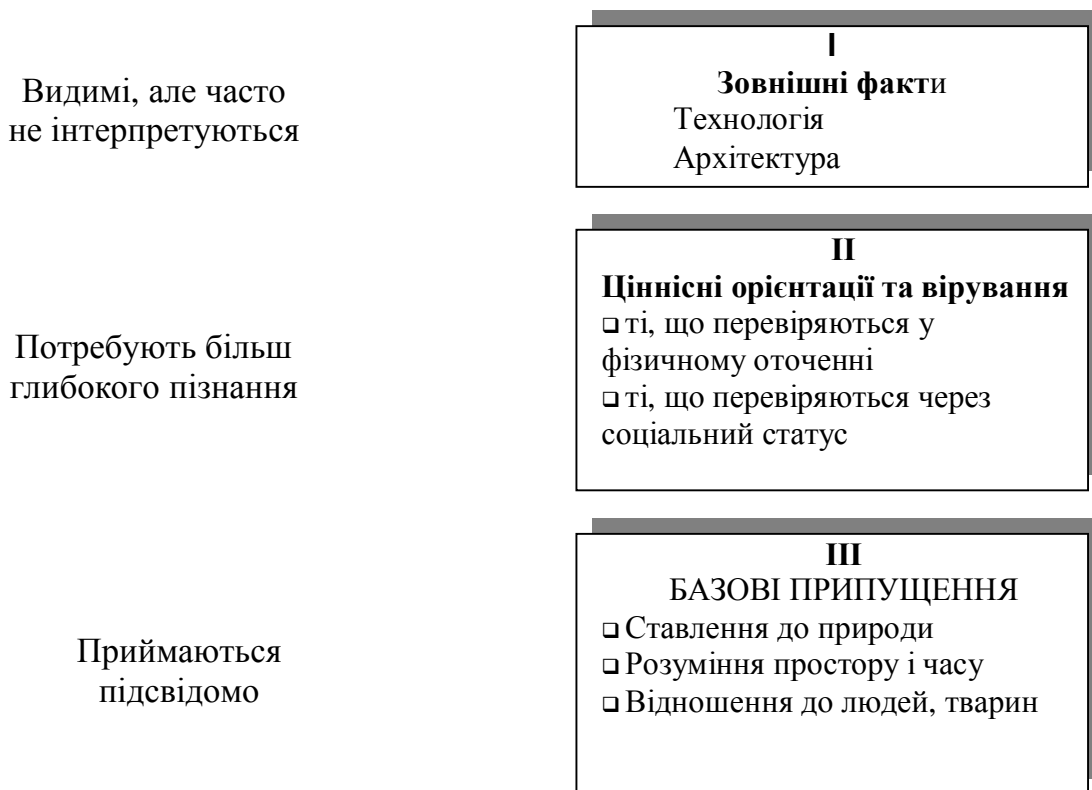 Видимі, але часто
не інтерпретуються
I
Зовнішні факти
Технологія
Архітектура
Потребують більш
глибокого пізнання
II
Ціннісні орієнтації та вірування
❑ ті, що перевіряються у
фізичному оточенні
❑ ті, що перевіряються через
соціальний статус
Приймаються
підсвідомо
III
БАЗОВІ ПРИПУЩЕННЯ
❑ Ставлення до природи
❑ Розуміння простору і часу
❑ Відношення до людей, тварин